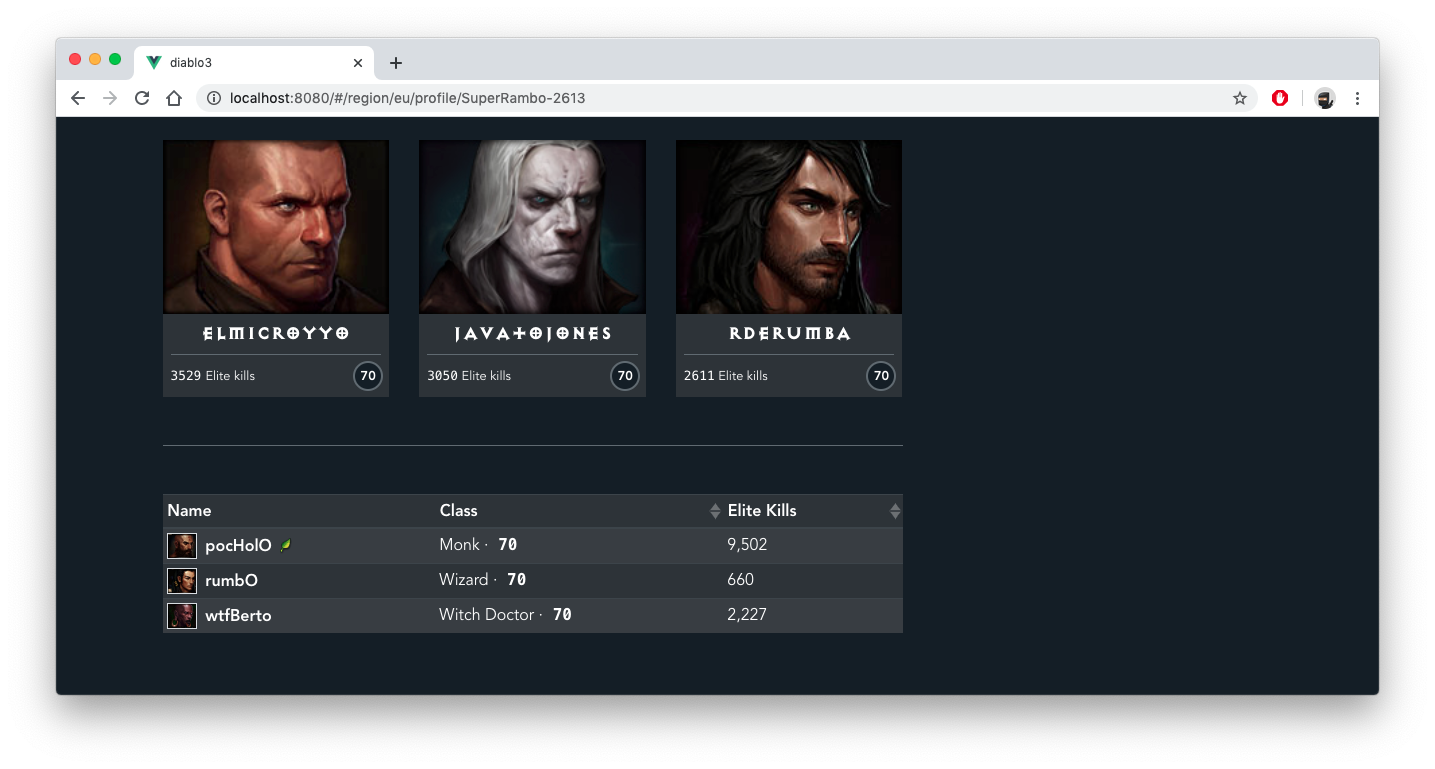 diablo3
localhost:8080/#/region/eu/profile/SuperRambo-2613
ELMICROYYO
3529 Elite kills 70
JAVATOJONES
3050 Elite kills 70
RDERUMBA
2611 Elite kills 70
Name Class Elite Kills
pocHolO Monk · 70 9,502
rumbO Wizard · 70 660
wtfBerto Witch Doctor · 70 2,227